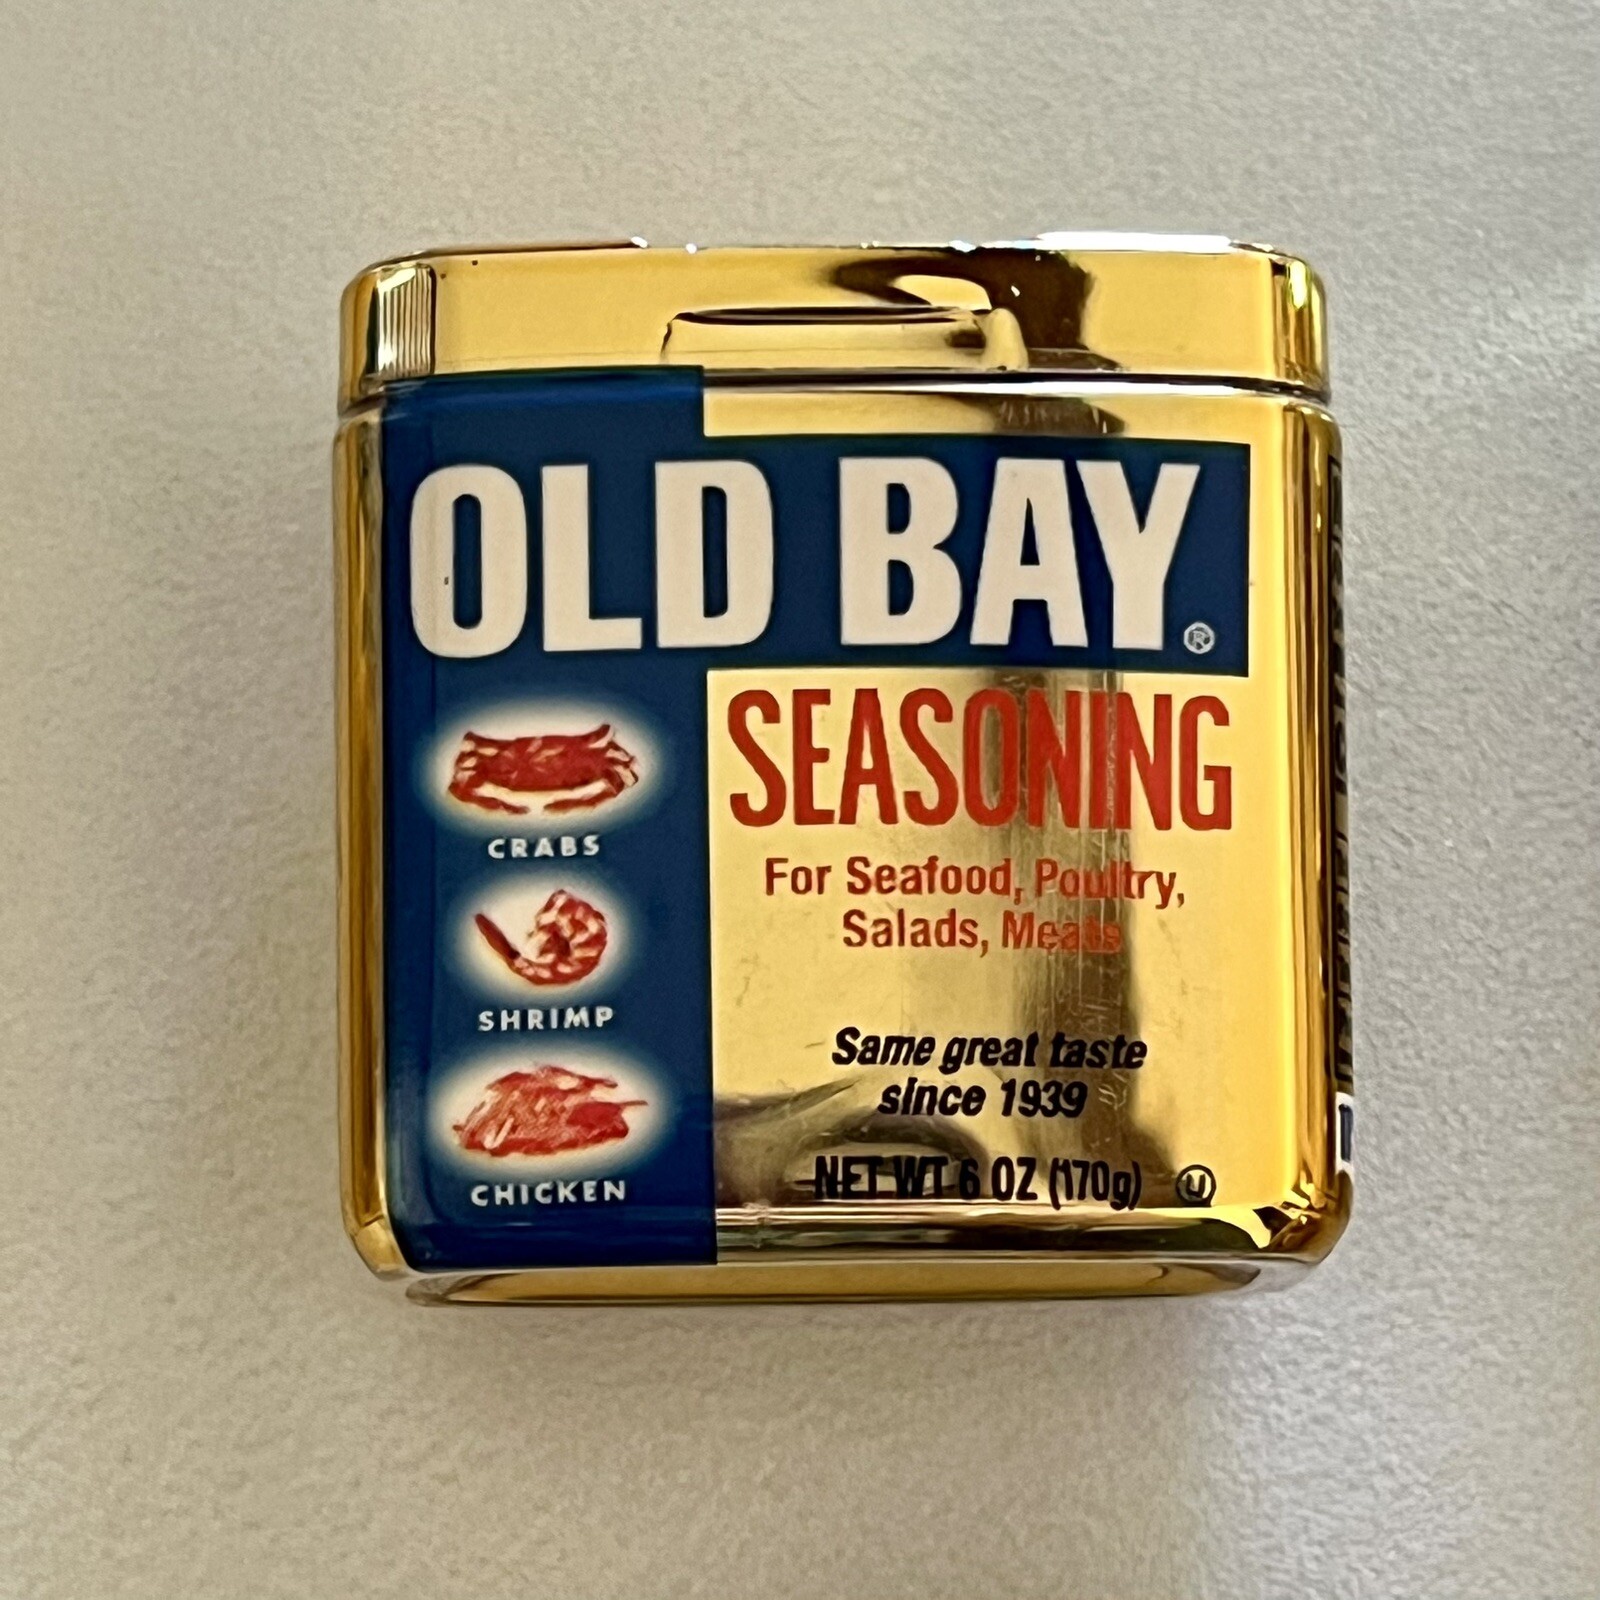 OLD BAY®
SEASONING
For Seafood, Poultry,
Salads, Meats
CRABS
SHRIMP
CHICKEN
Same great taste
since 1939
NET WT 6 OZ (170g) Ⓤ